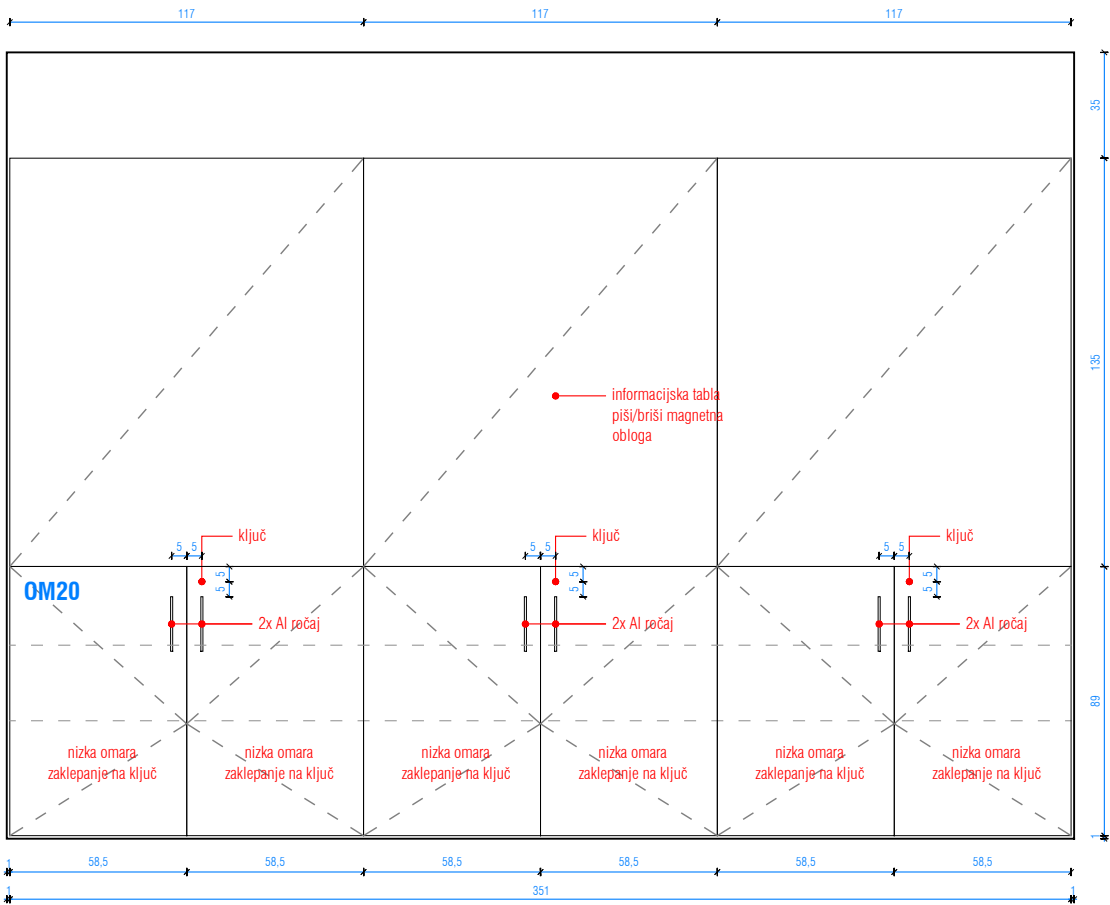 117 117 117
35
135
informacijska tabla
piši/briši magnetna
obloga
ključ ključ ključ
5 5 5 5 5 5
5 5 5
5 5 5
OM20
2x Al ročaj 2x Al ročaj 2x Al ročaj
89
nizka omara nizka omara nizka omara nizka omara nizka omara nizka omara
zaklepanje na ključ zaklepanje na ključ zaklepanje na ključ zaklepanje na ključ zaklepanje na ključ zaklepanje na ključ
1
1 58,5 58,5 58,5 58,5 58,5 58,5
1 351 1